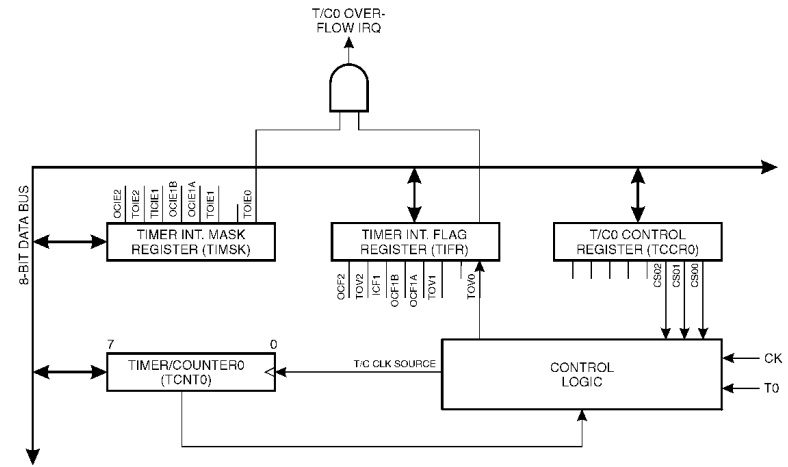 T/C0 OVER-
FLOW IRQ
8-BIT DATA BUS
OCIE2
TOIE2
TICIE1
OCIE1B
OCIE1A
TOIE1
TOIE0
TIMER INT. MASK
REGISTER (TIMSK)
TIMER INT. FLAG
REGISTER (TIFR)
T/C0 CONTROL
REGISTER (TCCR0)
OCF2
TOV2
ICF1
OCF1B
OCF1A
TOV1
TOV0
CS02
CS01
CS00
7
0
TIMER/COUNTER0
(TCNT0)
T/C CLK SOURCE
CONTROL
LOGIC
CK
T0